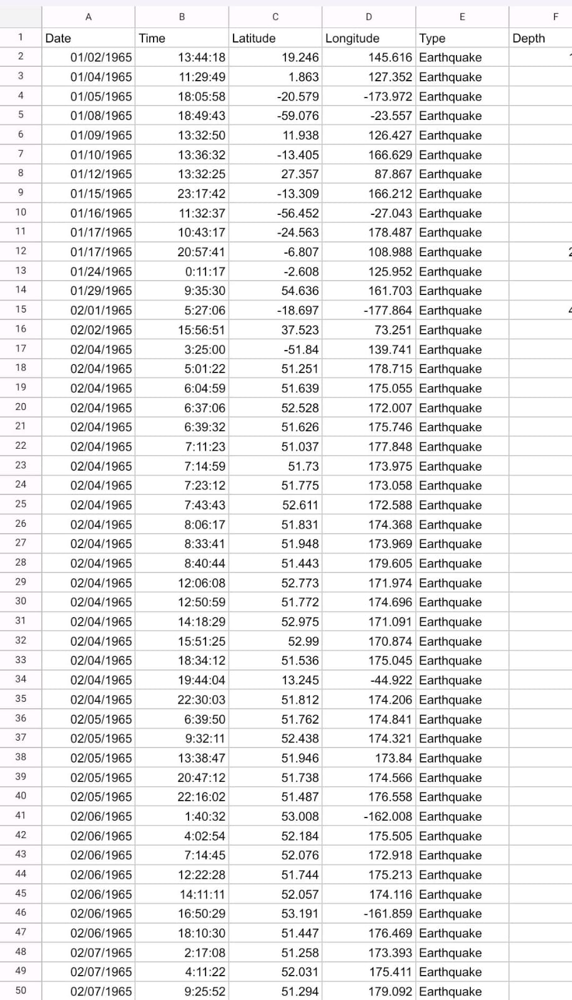 A B C D E F
1 Date Time Latitude Longitude Type Depth
2 01/02/1965 13:44:18 19.246 145.616 Earthquake
3 01/04/1965 11:29:49 1.863 127.352 Earthquake
4 01/05/1965 18:05:58 -20.579 -173.972 Earthquake
5 01/08/1965 18:49:43 -59.076 -23.557 Earthquake
6 01/09/1965 13:32:50 11.938 126.427 Earthquake
7 01/10/1965 13:36:32 -13.405 166.629 Earthquake
8 01/12/1965 13:32:25 27.357 87.867 Earthquake
9 01/15/1965 23:17:42 -13.309 166.212 Earthquake
10 01/16/1965 11:32:37 -56.452 -27.043 Earthquake
11 01/17/1965 10:43:17 -24.563 178.487 Earthquake
12 01/17/1965 20:57:41 -6.807 108.988 Earthquake
13 01/24/1965 0:11:17 -2.608 125.952 Earthquake
14 01/29/1965 9:35:30 54.636 161.703 Earthquake
15 02/01/1965 5:27:06 -18.697 -177.864 Earthquake
16 02/02/1965 15:56:51 37.523 73.251 Earthquake
17 02/04/1965 3:25:00 -51.84 139.741 Earthquake
18 02/04/1965 5:01:22 51.251 178.715 Earthquake
19 02/04/1965 6:04:59 51.639 175.055 Earthquake
20 02/04/1965 6:37:06 52.528 172.007 Earthquake
21 02/04/1965 6:39:32 51.626 175.746 Earthquake
22 02/04/1965 7:11:23 51.037 177.848 Earthquake
23 02/04/1965 7:14:59 51.73 173.975 Earthquake
24 02/04/1965 7:23:12 51.775 173.058 Earthquake
25 02/04/1965 7:43:43 52.611 172.588 Earthquake
26 02/04/1965 8:06:17 51.831 174.368 Earthquake
27 02/04/1965 8:33:41 51.948 173.969 Earthquake
28 02/04/1965 8:40:44 51.443 179.605 Earthquake
29 02/04/1965 12:06:08 52.773 171.974 Earthquake
30 02/04/1965 12:50:59 51.772 174.696 Earthquake
31 02/04/1965 14:18:29 52.975 171.091 Earthquake
32 02/04/1965 15:51:25 52.99 170.874 Earthquake
33 02/04/1965 18:34:12 51.536 175.045 Earthquake
34 02/04/1965 19:44:04 13.245 -44.922 Earthquake
35 02/04/1965 22:30:03 51.812 174.206 Earthquake
36 02/05/1965 6:39:50 51.762 174.841 Earthquake
37 02/05/1965 9:32:11 52.438 174.321 Earthquake
38 02/05/1965 13:38:47 51.946 173.84 Earthquake
39 02/05/1965 20:47:12 51.738 174.566 Earthquake
40 02/05/1965 22:16:02 51.487 176.558 Earthquake
41 02/06/1965 1:40:32 53.008 -162.008 Earthquake
42 02/06/1965 4:02:54 52.184 175.505 Earthquake
43 02/06/1965 7:14:45 52.076 172.918 Earthquake
44 02/06/1965 12:22:28 51.744 175.213 Earthquake
45 02/06/1965 14:11:11 52.057 174.116 Earthquake
46 02/06/1965 16:50:29 53.191 -161.859 Earthquake
47 02/06/1965 18:10:30 51.447 176.469 Earthquake
48 02/07/1965 2:17:08 51.258 173.393 Earthquake
49 02/07/1965 4:11:22 52.031 175.411 Earthquake
50 02/07/1965 9:25:52 51.294 179.092 Earthquake